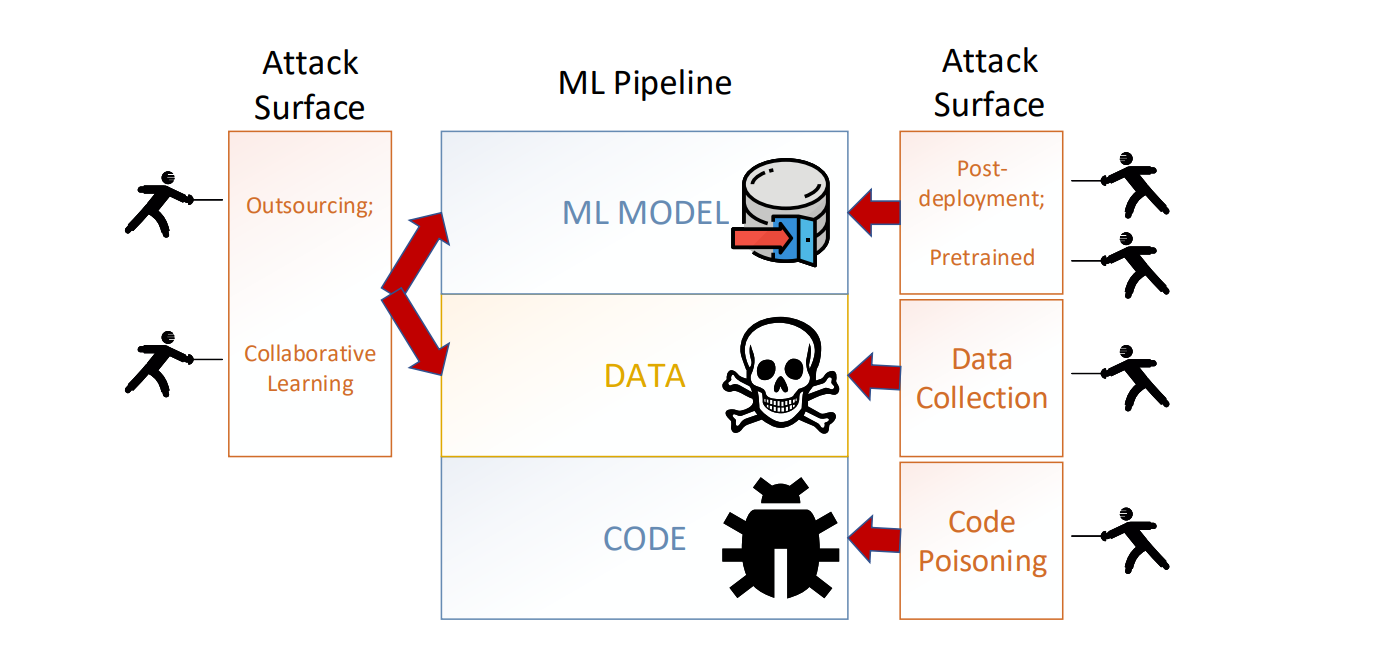 Attack
Surface
ML Pipeline
Attack
Surface
Outsourcing;
Collaborative
Learning
ML MODEL
DATA
CODE
Post-
deployment;
Pretrained
Data
Collection
Code
Poisoning